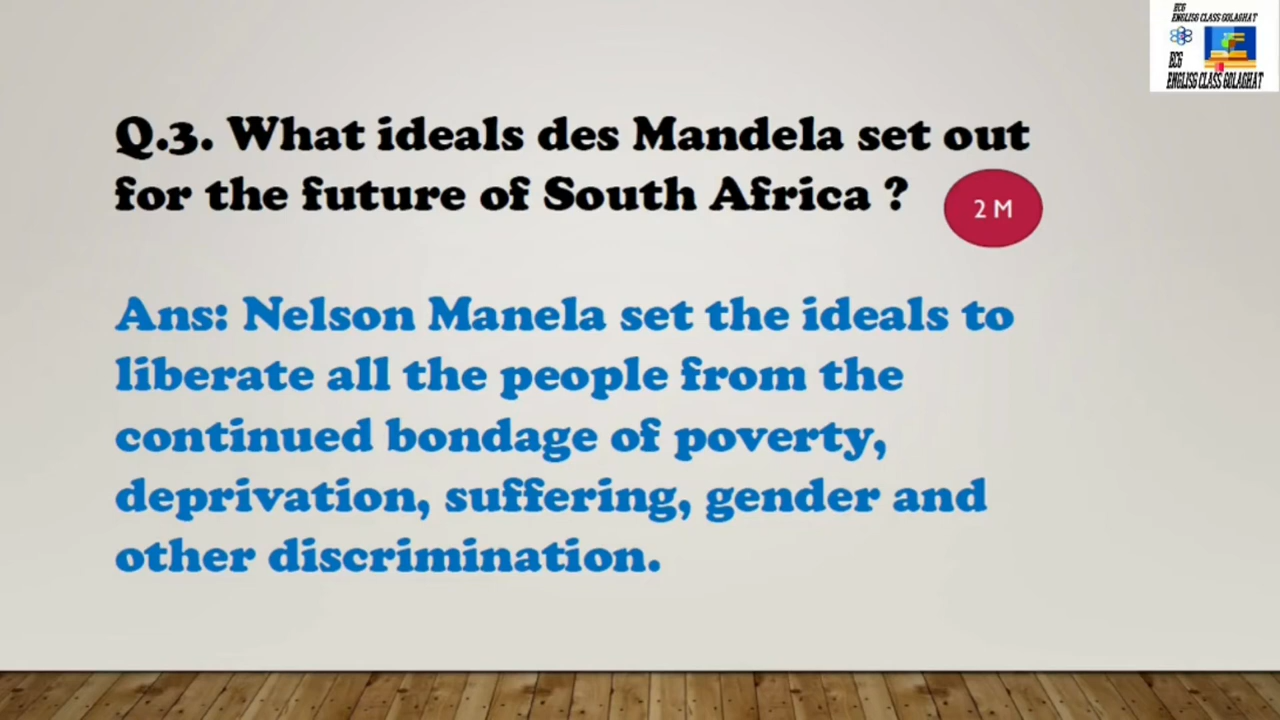 ECG
ENGLISG CLASS GOLAGHAT
ECG
ENGLISG CLASS GOLAGHAT
Q.3. What ideals des Mandela set out
for the future of South Africa ?
2 M
Ans: Nelson Manela set the ideals to
liberate all the people from the
continued bondage of poverty,
deprivation, suffering, gender and
other discrimination.